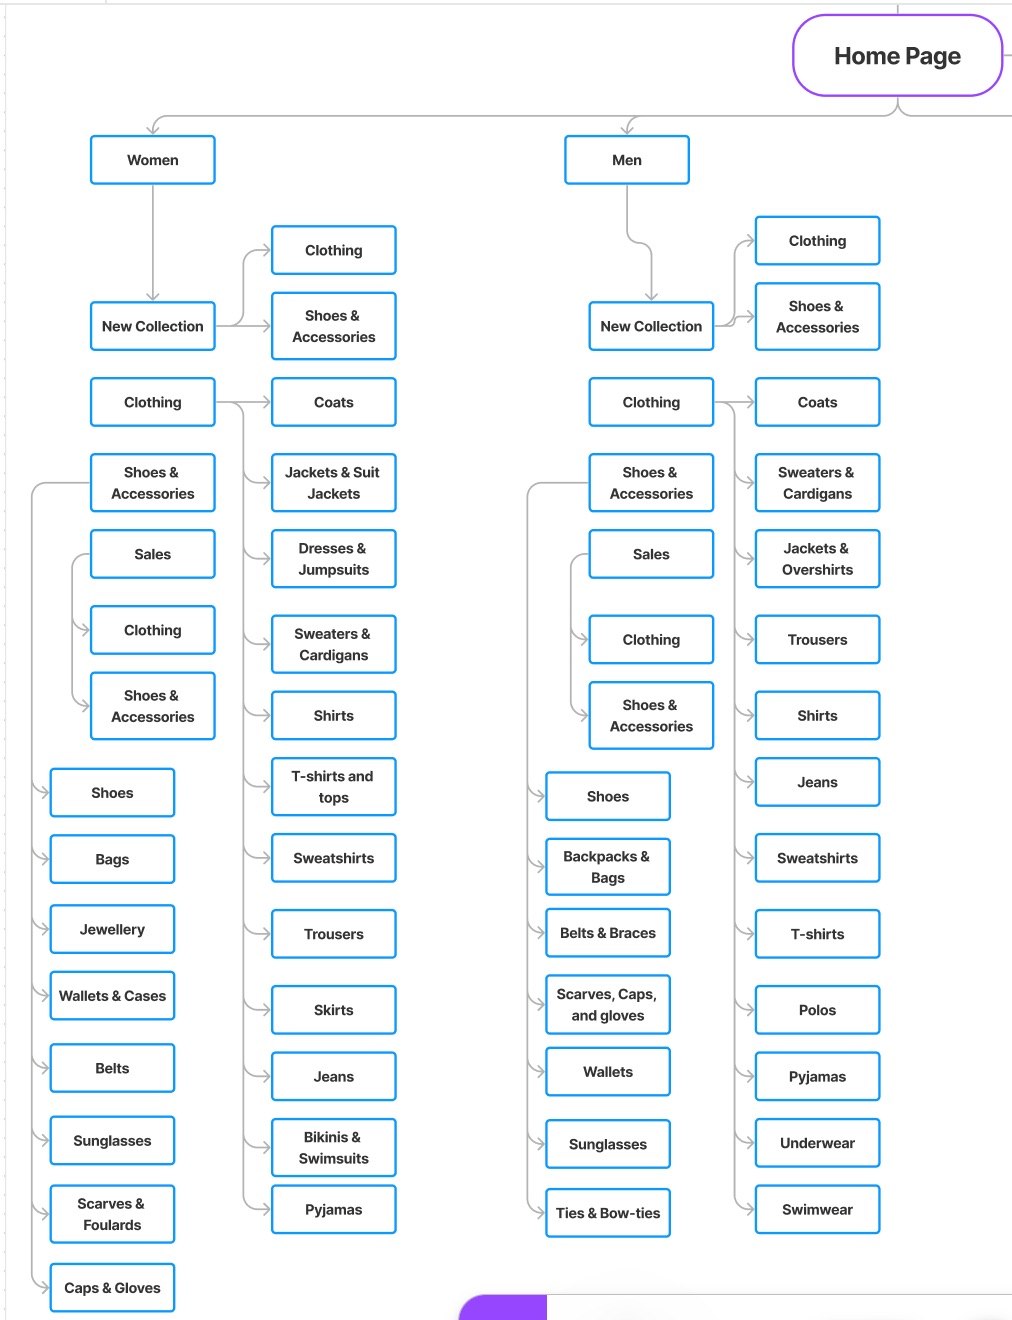 Home Page
Women
New Collection
Clothing
Shoes &
Accessories
Clothing
Coats
Jackets & Suit
Jackets
Dresses &
Jumpsuits
Sweaters &
Cardigans
Shirts
T-shirts and
tops
Sweatshirts
Trousers
Skirts
Jeans
Bikinis &
Swimsuits
Pyjamas
Shoes &
Accessories
Sales
Clothing
Shoes &
Accessories
Shoes
Bags
Jewellery
Wallets & Cases
Belts
Sunglasses
Scarves &
Foulards
Caps & Gloves
Men
New Collection
Clothing
Shoes &
Accessories
Clothing
Coats
Sweaters &
Cardigans
Jackets &
Overshirts
Trousers
Shirts
Jeans
Sweatshirts
T-shirts
Polos
Pyjamas
Underwear
Swimwear
Shoes &
Accessories
Sales
Clothing
Shoes &
Accessories
Shoes
Backpacks &
Bags
Belts & Braces
Scarves, Caps,
and gloves
Wallets
Sunglasses
Ties & Bow-ties